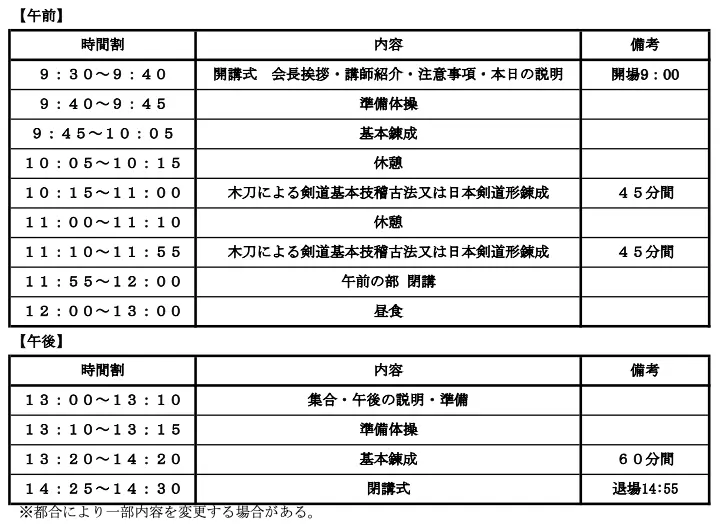 【午前】
時間割 内容 備考
９：３０～９：４０ 開講式　会長挨拶・講師紹介・注意事項・本日の説明 開場9：00
９：４０～９：４５ 準備体操
９：４５～１０：０５ 基本錬成
１０：０５～１０：１５ 休憩
１０：１５～１１：００ 木刀による剣道基本技稽古法又は日本剣道形錬成 ４５分間
１１：００～１１：１０ 休憩
１１：１０～１１：５５ 木刀による剣道基本技稽古法又は日本剣道形錬成 ４５分間
１１：５５～１２：００ 午前の部 閉講
１２：００～１３：００ 昼食
【午後】
時間割 内容 備考
１３：００～１３：１０ 集合・午後の説明・準備
１３：１０～１３：１５ 準備体操
１３：２０～１４：２０ 基本錬成 ６０分間
１４：２５～１４：３０ 閉講式 退場14:55
※都合により一部内容を変更する場合がある。